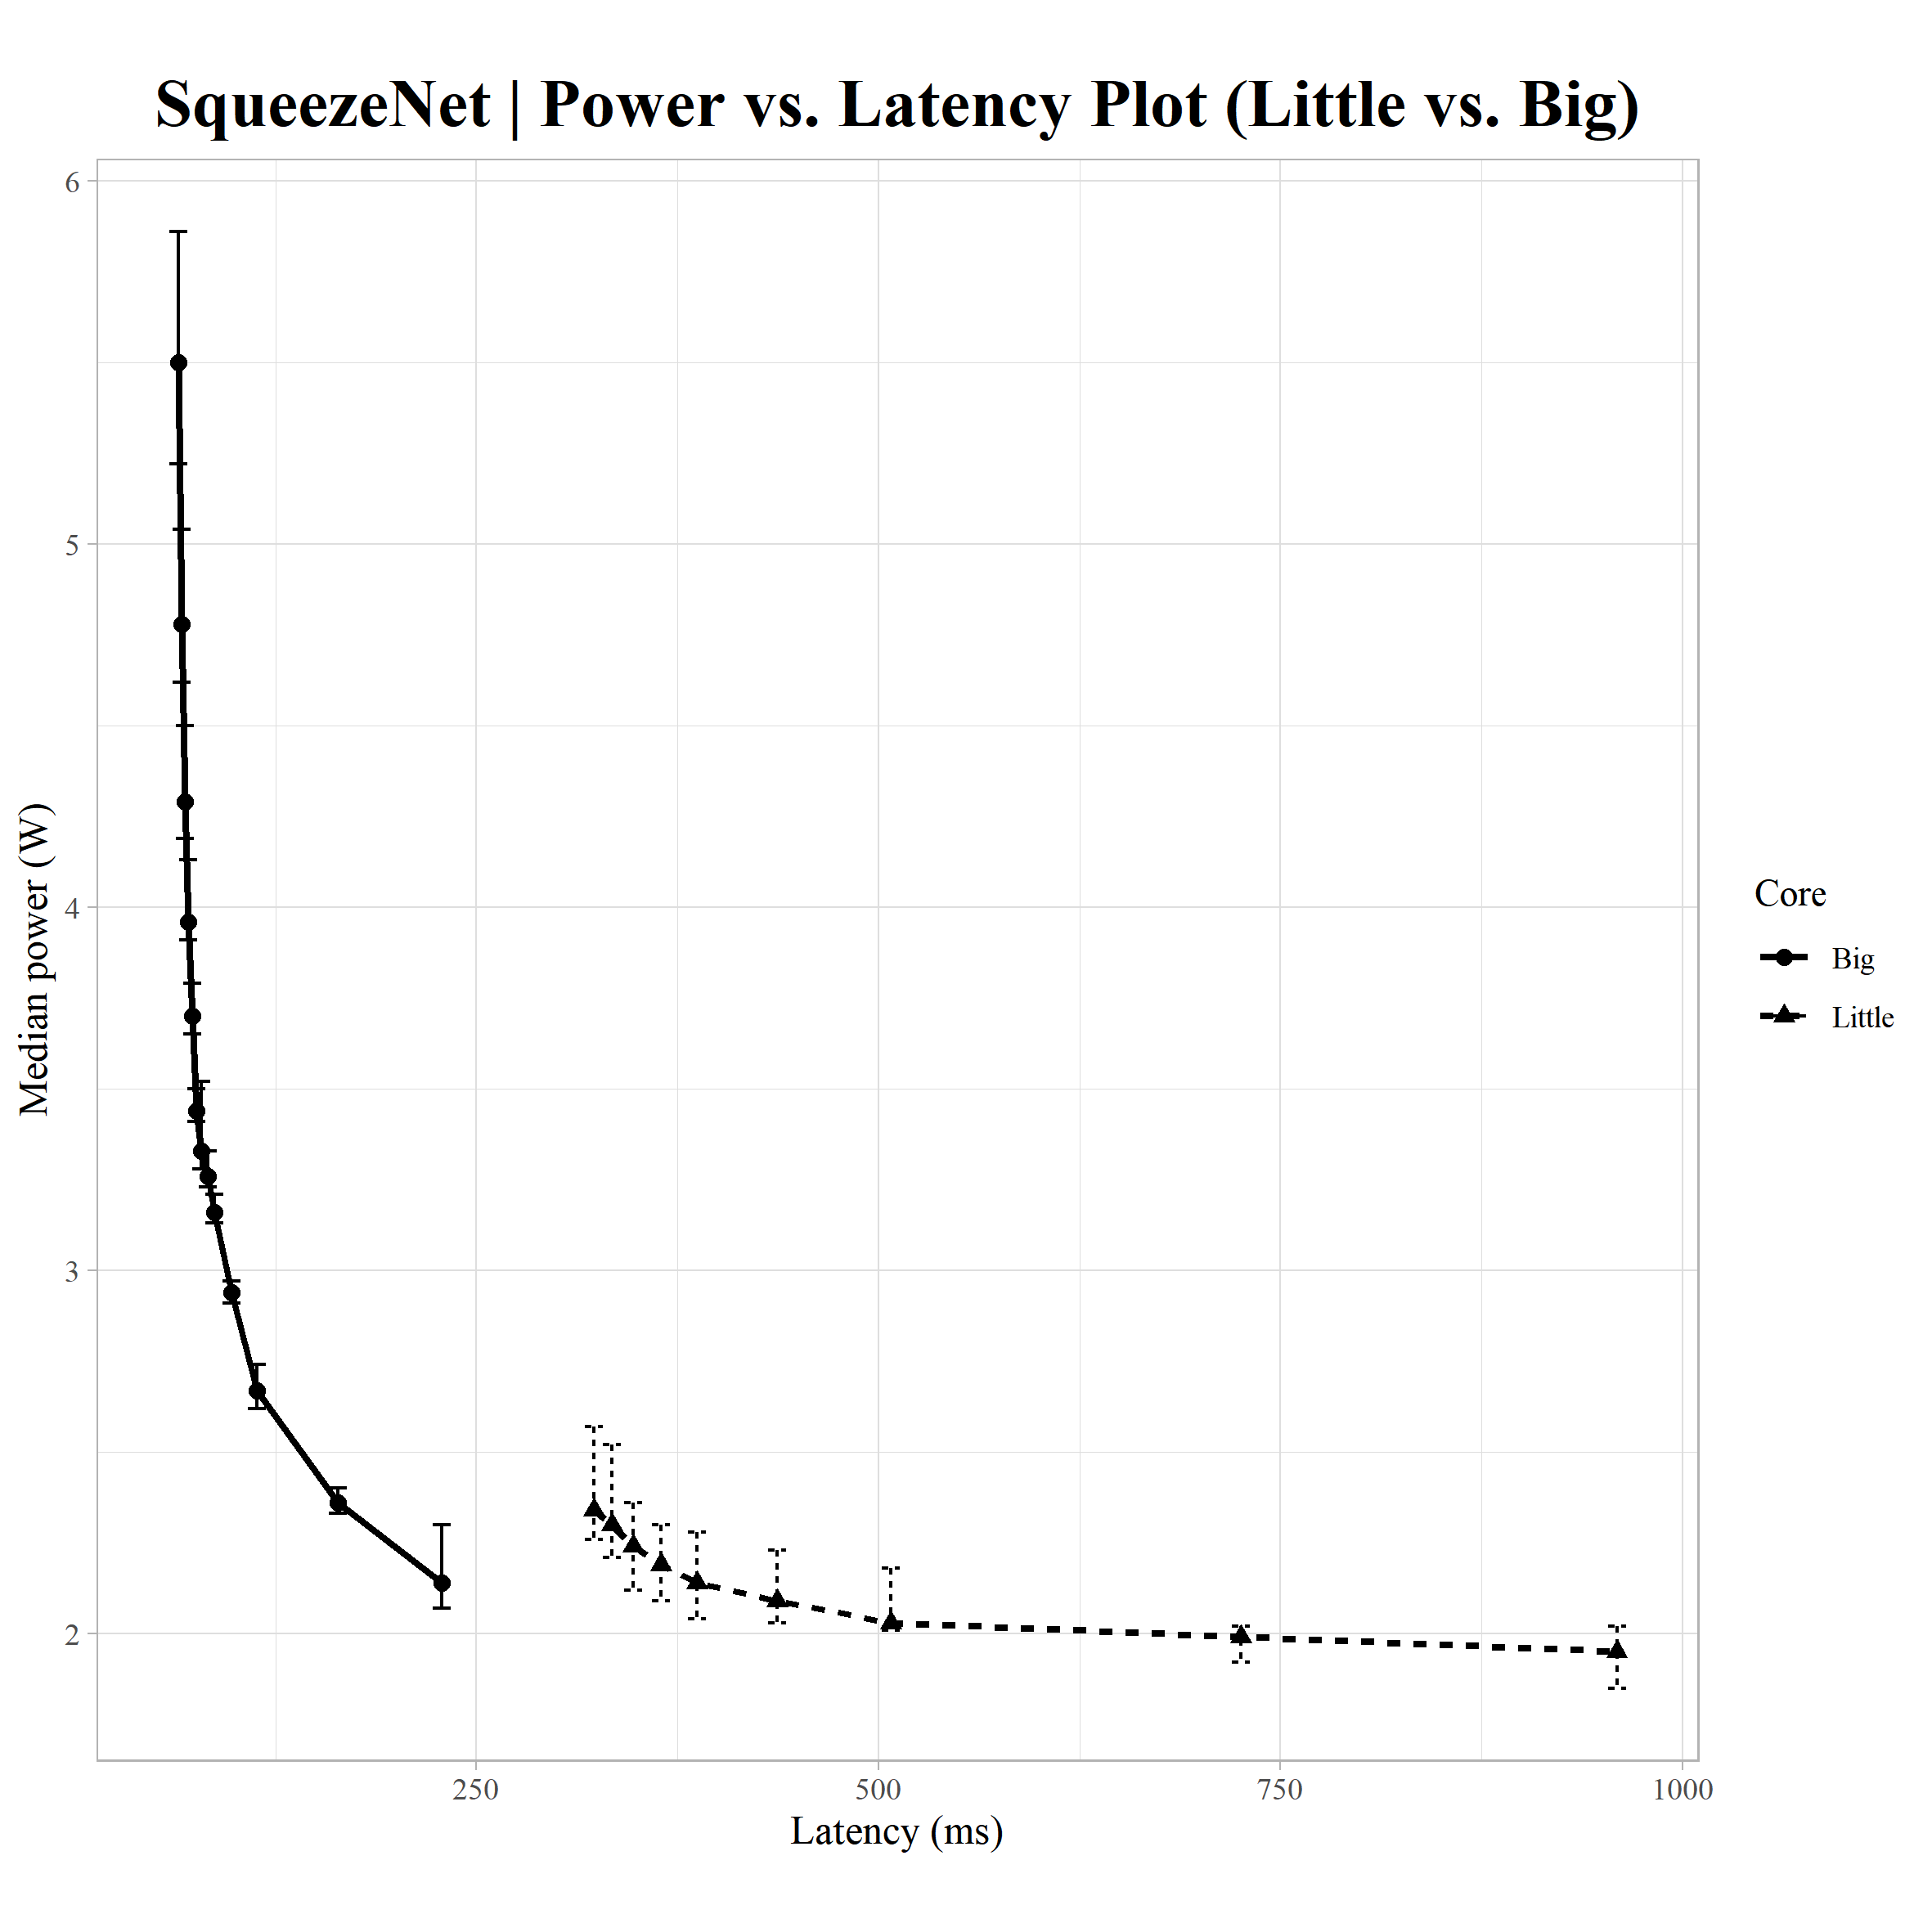 SqueezeNet | Power vs. Latency Plot (Little vs. Big)
6
5
4
3
2
Median power (W)
250 500 750 1000
Latency (ms)
Core
Big
Little